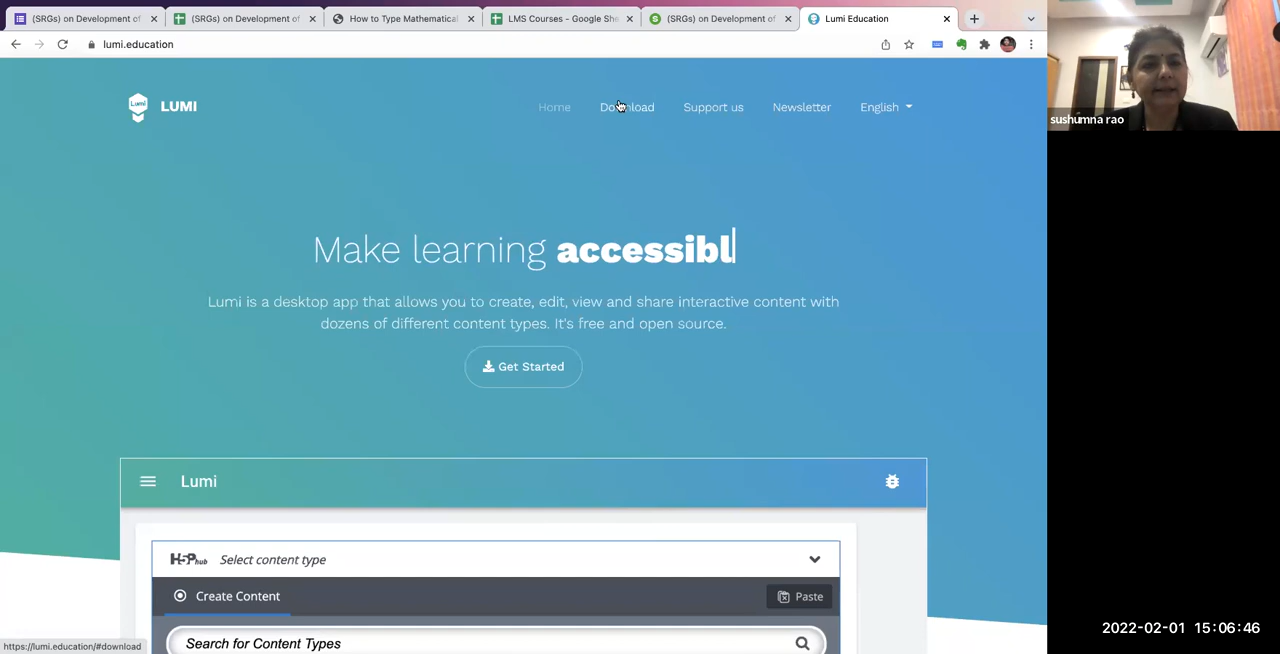 (SRGs) on Development of
(SRGs) on Development of
How to Type Mathematical
LMS Courses - Google She
(SRGs) on Development of
Lumi Education
lumi.education
Lumi
LUMI
Home
Download
Support us
Newsletter
English
Make learning accessibl
Lumi is a desktop app that allows you to create, edit, view and share interactive content with
dozens of different content types. It's free and open source.
Get Started
Lumi
H5P hub Select content type
Create Content
Paste
Search for Content Types
https://lumi.education/#download
sushumna rao
2022-02-01 15:06:46